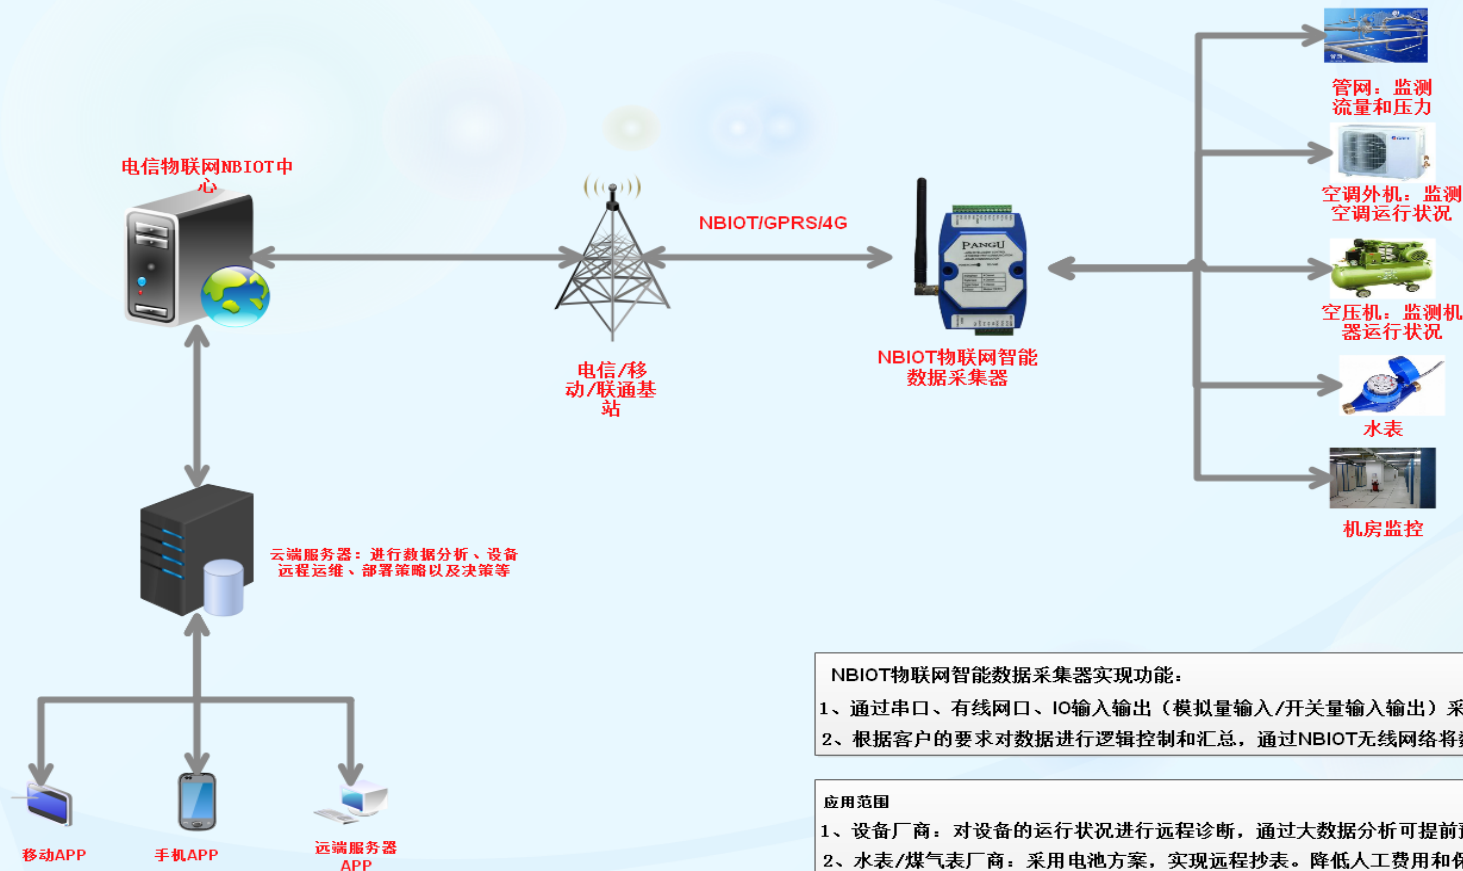 管网：监测
流量和压力
电信物联网NBIOT中
心
空调外机：监测
空调运行状况
NBIOT/GPRS/4G
PANGU
空压机：监测机
器运行状况
NBIOT物联网智能
数据采集器
电信/移
动/联通基
站
水表
机房监控
云端服务器：进行数据分析、设备
远程运维、部署策略以及决策等
NBIOT物联网智能数据采集器实现功能：
1、通过串口、有线网口、IO输入输出（模拟量输入/开关量输入输出）采
2、根据客户的要求对数据进行逻辑控制和汇总，通过NBIOT无线网络将
应用范围
1、设备厂商：对设备的运行状况进行远程诊断，通过大数据分析可提前
2、水表/煤气表厂商：采用电池方案，实现远程抄表。降低人工费用和
移动APP
手机APP
远端服务器
APP